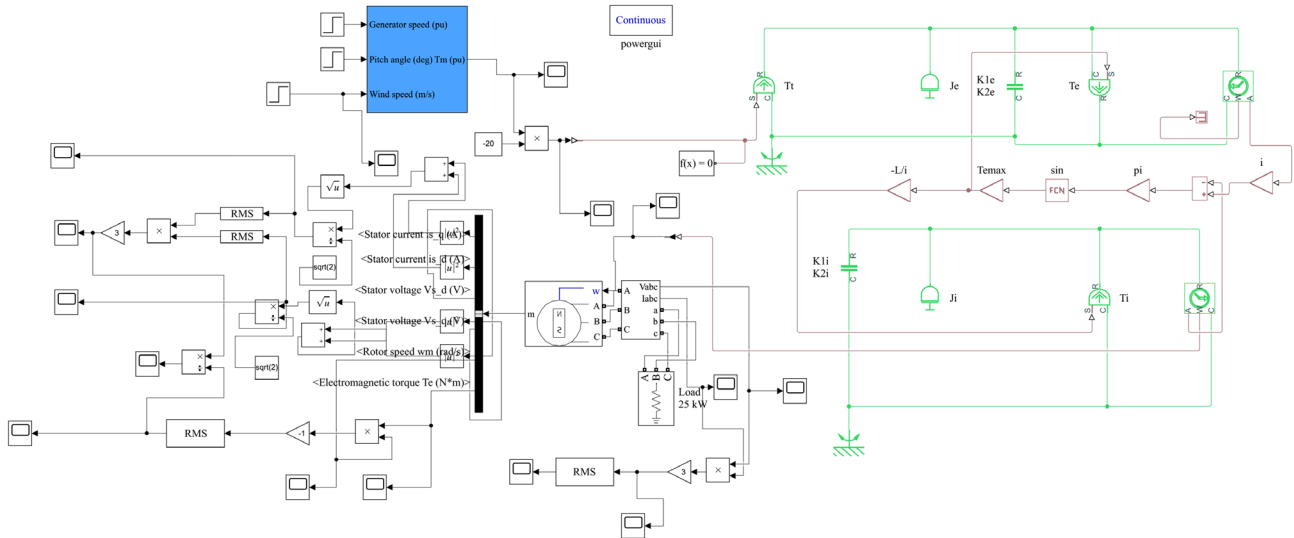 Continuous
powergui
Generator speed (pu)
Pitch angle (deg) Tm (pu)
Wind speed (m/s)
-20
×
f(x) = 0
S
R
C
Tt
Je
K1e
K2e
R
C
Te
C
S
R
C
W
R
A
-L/i
Temax
sin
FCN
pi
-
+
i
K1i
K2i
R
C
Ji
Ti
S
R
C
A
W
R
C
+
+
√u
RMS
RMS
3
×
×
÷
sqrt(2)
|u|²
<Stator current is_q (A)>
<Stator current is_d (A)>
|u|²
<Stator voltage Vs_d (V)>
<Stator voltage Vs_q (V)>
<Rotor speed wm (rad/s)>
<Electromagnetic torque Te (N*m)>
√u
×
÷
+
+
sqrt(2)
×
÷
RMS
-1
×
m
w
N
S
A
B
C
A
B
C
Vabc
Iabc
a
b
c
A
B
C
Load
25 kW
RMS
3
×